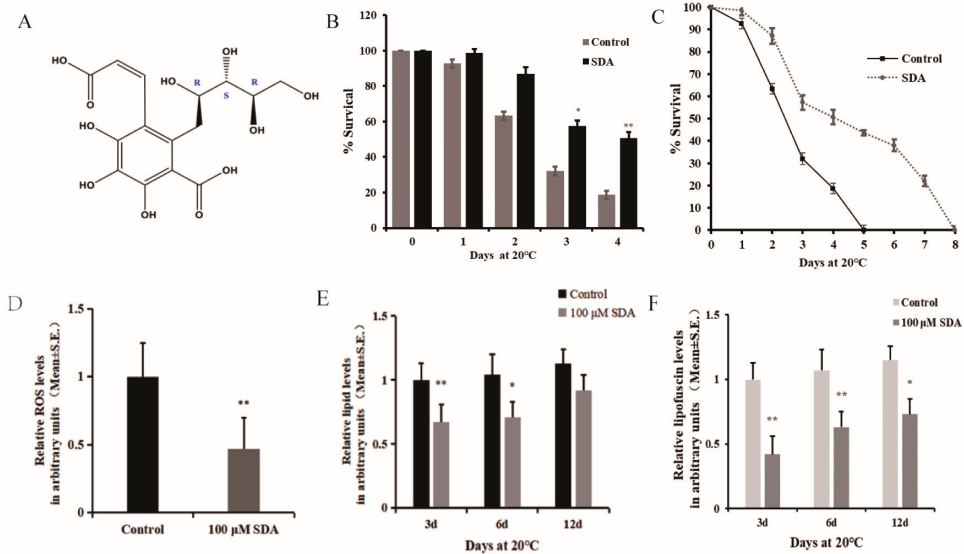 A
HO
O
OH
R
OH
S
OH
R
OH
OH
HO
HO
OH
O
OH
B
% Survival
120
100
80
60
40
20
0
Control
SDA
*
**
0 1 2 3 4
Days at 20℃
C
% Survival
100
90
80
70
60
50
40
30
20
10
0
Control
SDA
0 1 2 3 4 5 6 7 8
Days at 20℃
D
Relative ROS levels
in arbitrary units (Mean±S.E.)
1.5
1
0.5
0
**
Control 100 μM SDA
E
Relative lipid levels
in arbitrary units (Mean±S.E.)
1.5
1
0.5
0
Control
100 μM SDA
**
*
3d 6d 12d
Days at 20℃
F
Relative lipofuscin levels
in arbitrary units (Mean±S.E.)
1.5
1
0.5
0
Control
100 μM SDA
**
**
*
3d 6d 12d
Days at 20℃